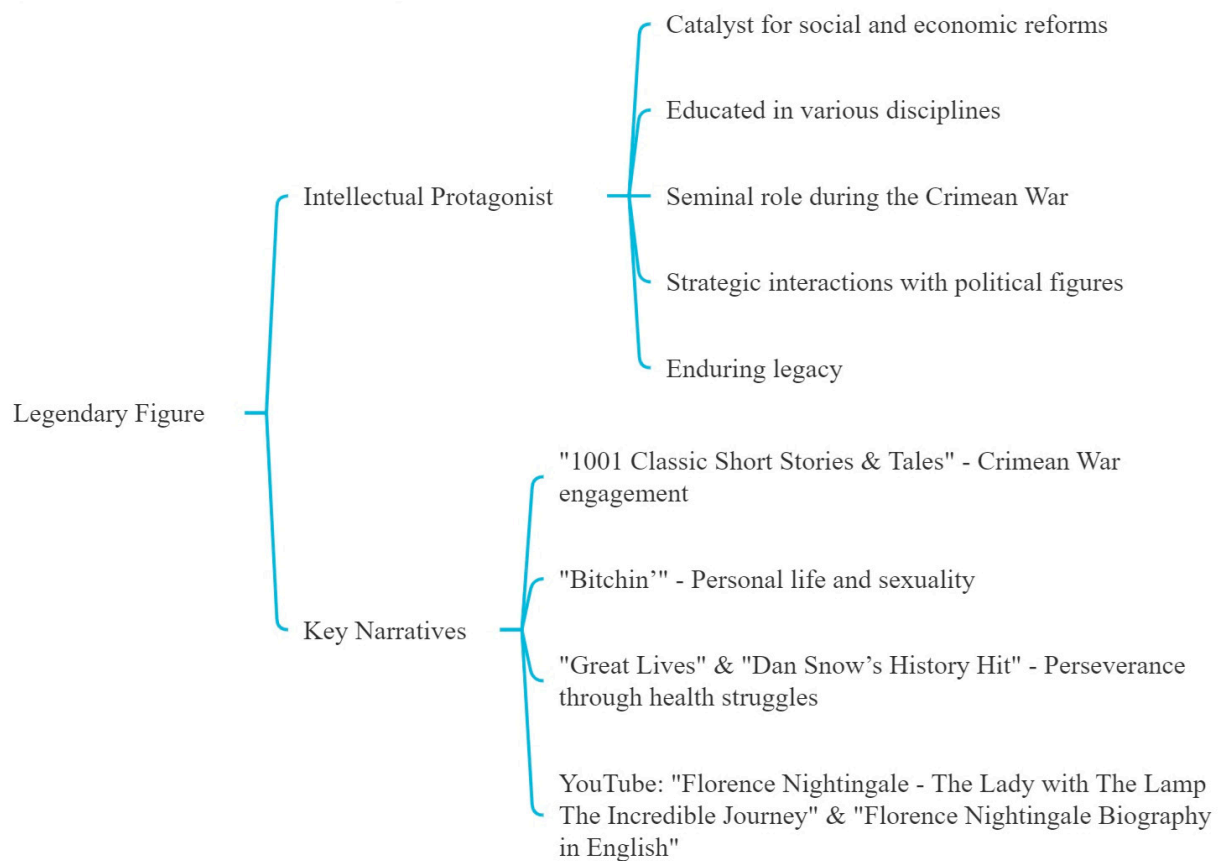 Legendary Figure
Intellectual Protagonist
Catalyst for social and economic reforms
Educated in various disciplines
Seminal role during the Crimean War
Strategic interactions with political figures
Enduring legacy
Key Narratives
"1001 Classic Short Stories & Tales" - Crimean War
engagement
"Bitchin’" - Personal life and sexuality
"Great Lives" & "Dan Snow’s History Hit" - Perseverance
through health struggles
YouTube: "Florence Nightingale - The Lady with The Lamp
The Incredible Journey" & "Florence Nightingale Biography
in English"